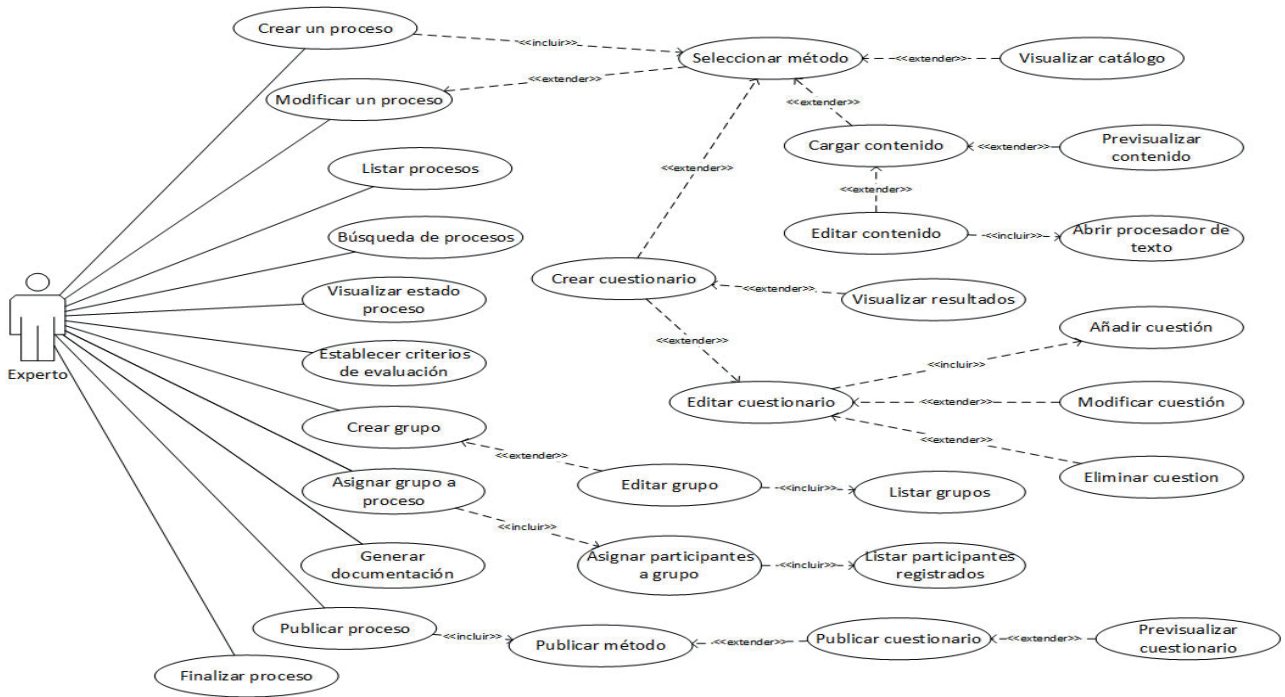 Crear un proceso
<<incluir>>
Seleccionar método
<<extender>>
Visualizar catálogo
<<extender>>
Modificar un proceso
<<extender>>
Cargar contenido
<<extender>>
Previsualizar
contenido
Listar procesos
<<extender>>
<<extender>>
Búsqueda de procesos
Editar contenido
<<incluir>>
Abrir procesador de
texto
Crear cuestionario
<<extender>>
Visualizar resultados
Visualizar estado
proceso
<<extender>>
Añadir cuestión
Experto
Establecer criterios
de evaluación
<<incluir>>
Editar cuestionario
<<extender>>
Modificar cuestión
Crear grupo
<<extender>>
<<extender>>
Eliminar cuestion
Asignar grupo a
proceso
Editar grupo
<<incluir>>
Listar grupos
<<incluir>>
Generar
documentación
Asignar participantes
a grupo
<<incluir>>
Listar participantes
registrados
Publicar proceso
<<incluir>>
Publicar método
<<extender>>
Publicar cuestionario
<<extender>>
Previsualizar
cuestionario
Finalizar proceso